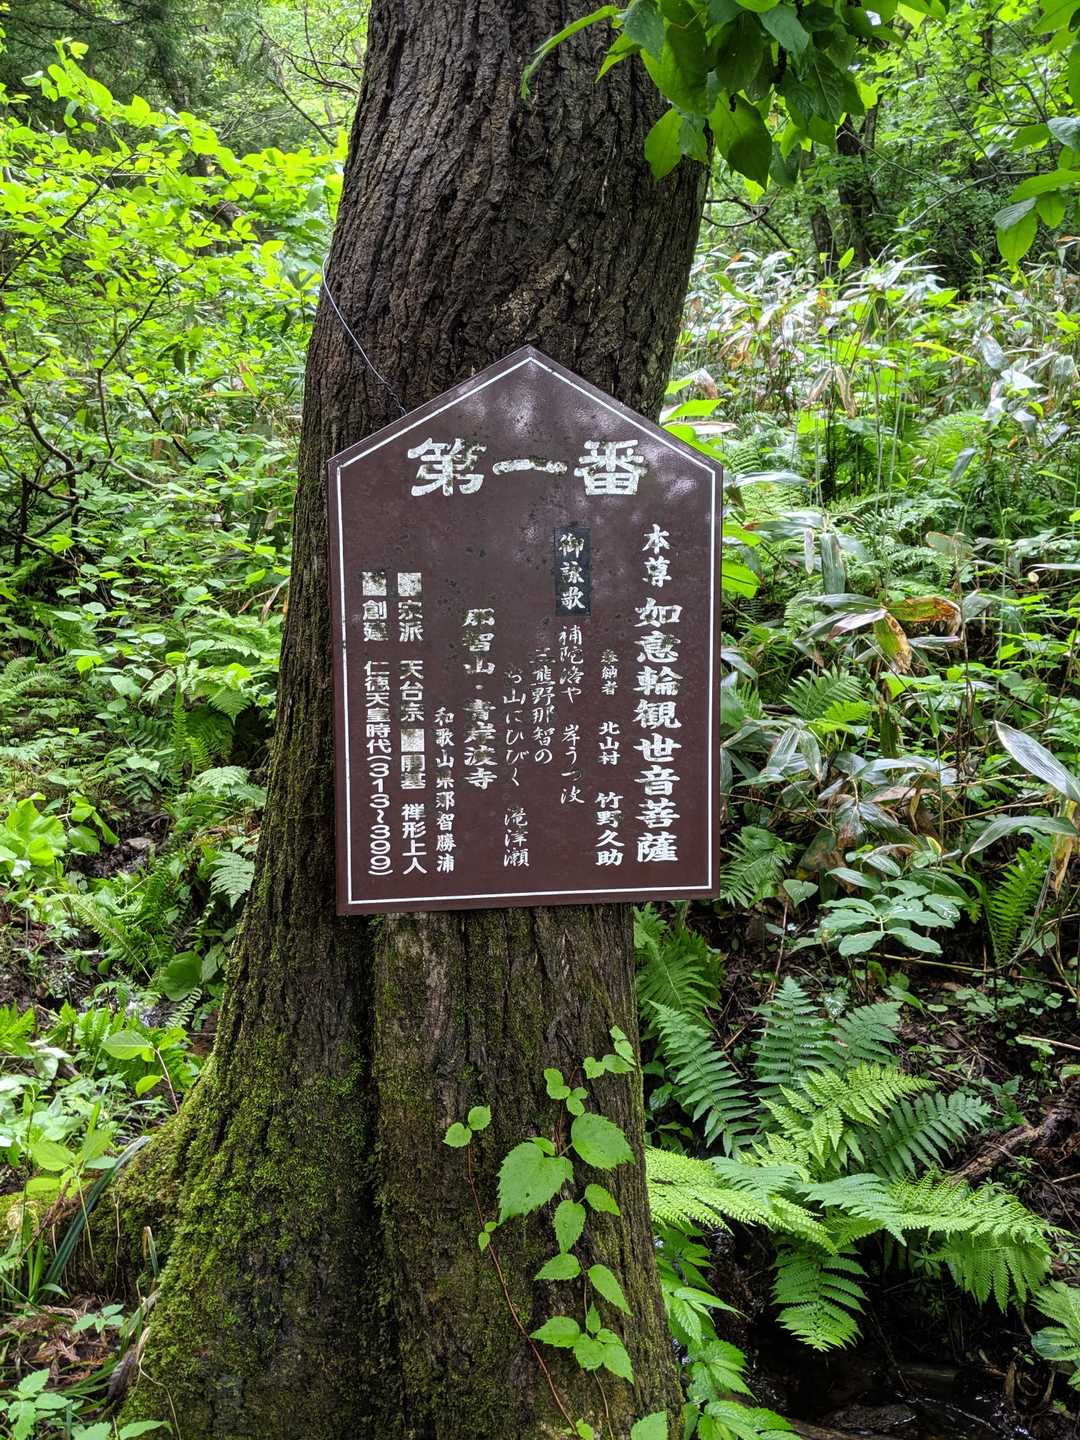 第一番
本尊 如意輪観世音菩薩
奉納者 北山村 竹野久助
御詠歌 補陀洛や 岸うつ波
三熊野那智の
お山にひびく 滝津瀬
那智山・青岸渡寺
和歌山県那智勝浦
宗派 天台宗 開基 裸形上人
創建 仁徳天皇時代(313〜399)